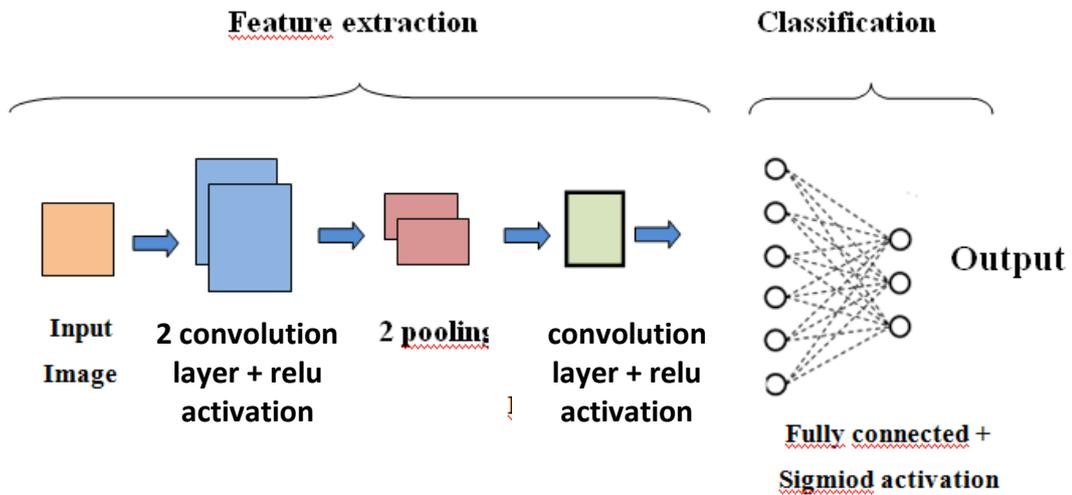 Feature extraction
Classification
Input
Image
2 convolution
layer + relu
activation
2 pooling
convolution
layer + relu
activation
Output
Fully connected +
Sigmiod activation